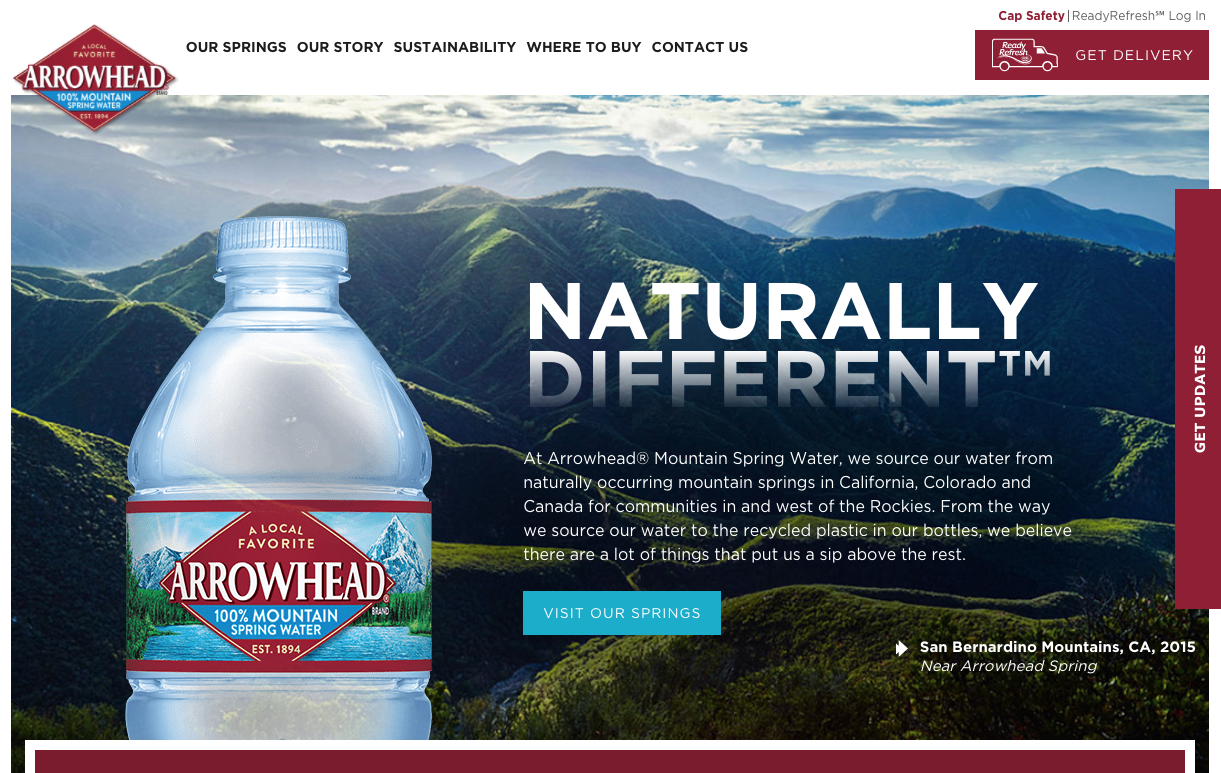 Cap Safety|ReadyRefresh℠ Log In
A LOCAL
FAVORITE
ARROWHEAD
BRAND
100% MOUNTAIN
SPRING WATER
EST. 1894
OUR SPRINGS OUR STORY SUSTAINABILITY WHERE TO BUY CONTACT US
Ready
Refresh
GET DELIVERY
NATURALLY
DIFFERENT™
At Arrowhead® Mountain Spring Water, we source our water from
naturally occurring mountain springs in California, Colorado and
Canada for communities in and west of the Rockies. From the way
we source our water to the recycled plastic in our bottles, we believe
there are a lot of things that put us a sip above the rest.
VISIT OUR SPRINGS
A LOCAL
FAVORITE
ARROWHEAD®
BRAND
100% MOUNTAIN
SPRING WATER
EST. 1894
San Bernardino Mountains, CA, 2015
Near Arrowhead Spring
GET UPDATES